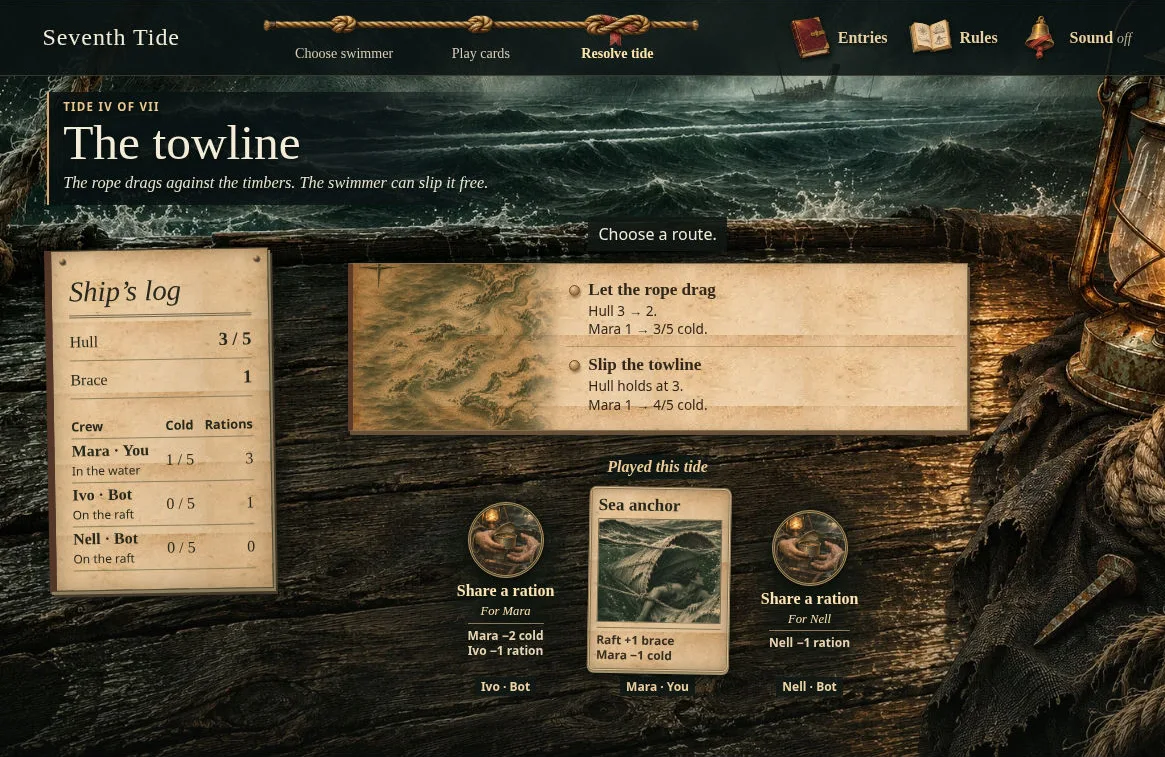 Seventh Tide
Choose swimmer
Play cards
Resolve tide
Entries
Rules
Sound off
TIDE IV OF VII
The towline
The rope drags against the timbers. The swimmer can slip it free.
Choose a route.
Ship’s log
Hull 3 / 5
Brace 1
Crew Cold Rations
Mara · You 1 / 5 3
In the water
Ivo · Bot 0 / 5 1
On the raft
Nell · Bot 0 / 5 0
On the raft
Let the rope drag
Hull 3 → 2.
Mara 1 → 3/5 cold.
Slip the towline
Hull holds at 3.
Mara 1 → 4/5 cold.
Played this tide
Share a ration
For Mara
Mara −2 cold
Ivo −1 ration
Ivo · Bot
Sea anchor
Raft +1 brace
Mara −1 cold
Mara · You
Share a ration
For Nell
Nell −1 ration
Nell · Bot